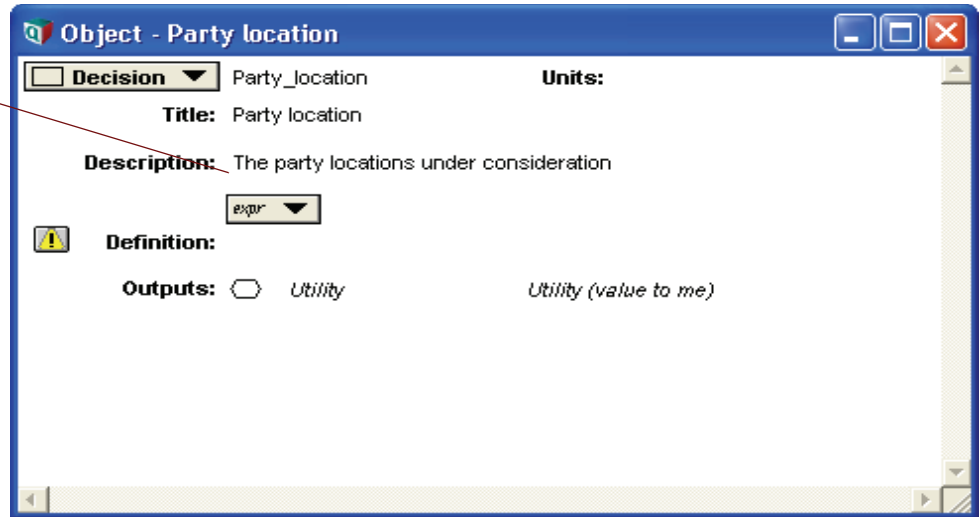 Object - Party location
Decision Party_location Units:
Title: Party location
Description: The party locations under consideration
expr
Definition:
Outputs: Utility Utility (value to me)